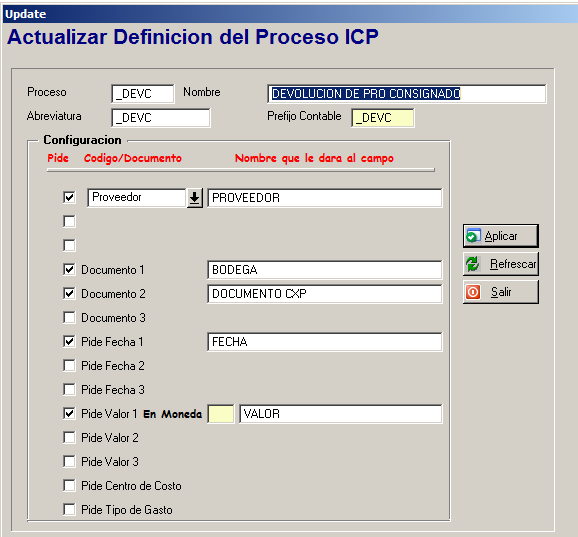 Update
Actualizar Definicion del Proceso ICP
Proceso _DEVC Nombre DEVOLUCION DE PRO CONSIGNADO
Abreviatura _DEVC Prefijo Contable _DEVC
Configuracion
Pide Codigo/Documento Nombre que le dara al campo
Proveedor PROVEEDOR
Documento 1 BODEGA
Documento 2 DOCUMENTO CXP
Documento 3
Pide Fecha 1 FECHA
Pide Fecha 2
Pide Fecha 3
Pide Valor 1 En Moneda VALOR
Pide Valor 2
Pide Valor 3
Pide Centro de Costo
Pide Tipo de Gasto
Aplicar
Refrescar
Salir